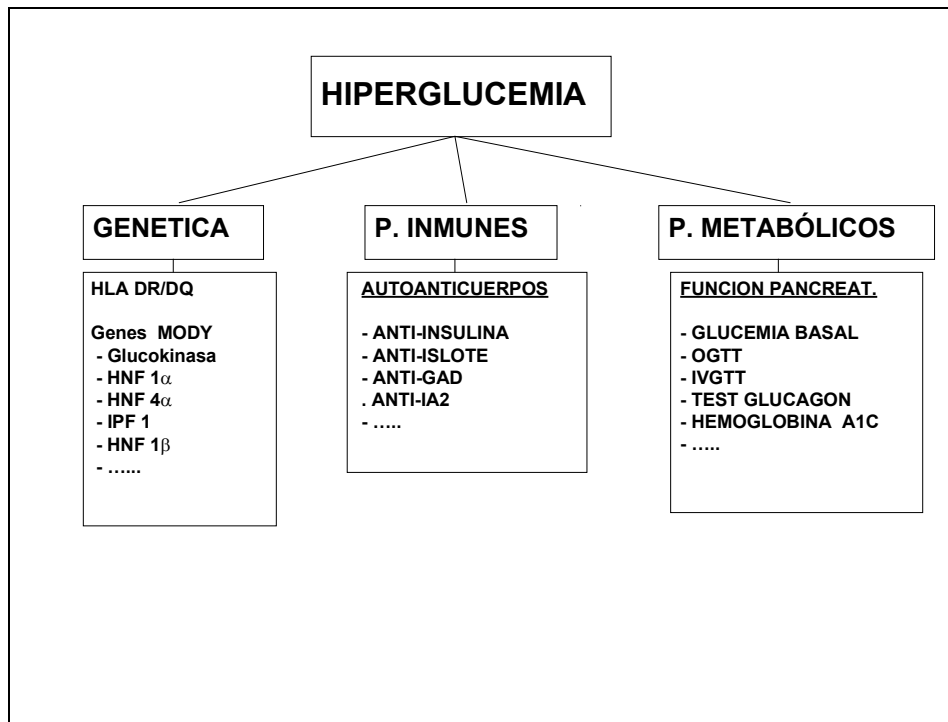 HIPERGLUCEMIA
GENETICA
HLA DR/DQ
Genes MODY
- Glucokinasa
- HNF 1α
- HNF 4α
- IPF 1
- HNF 1β
- …...
P. INMUNES
AUTOANTICUERPOS
- ANTI-INSULINA
- ANTI-ISLOTE
- ANTI-GAD
. ANTI-IA2
- …..
P. METABÓLICOS
FUNCION PANCREAT.
- GLUCEMIA BASAL
- OGTT
- IVGTT
- TEST GLUCAGON
- HEMOGLOBINA A1C
- …..